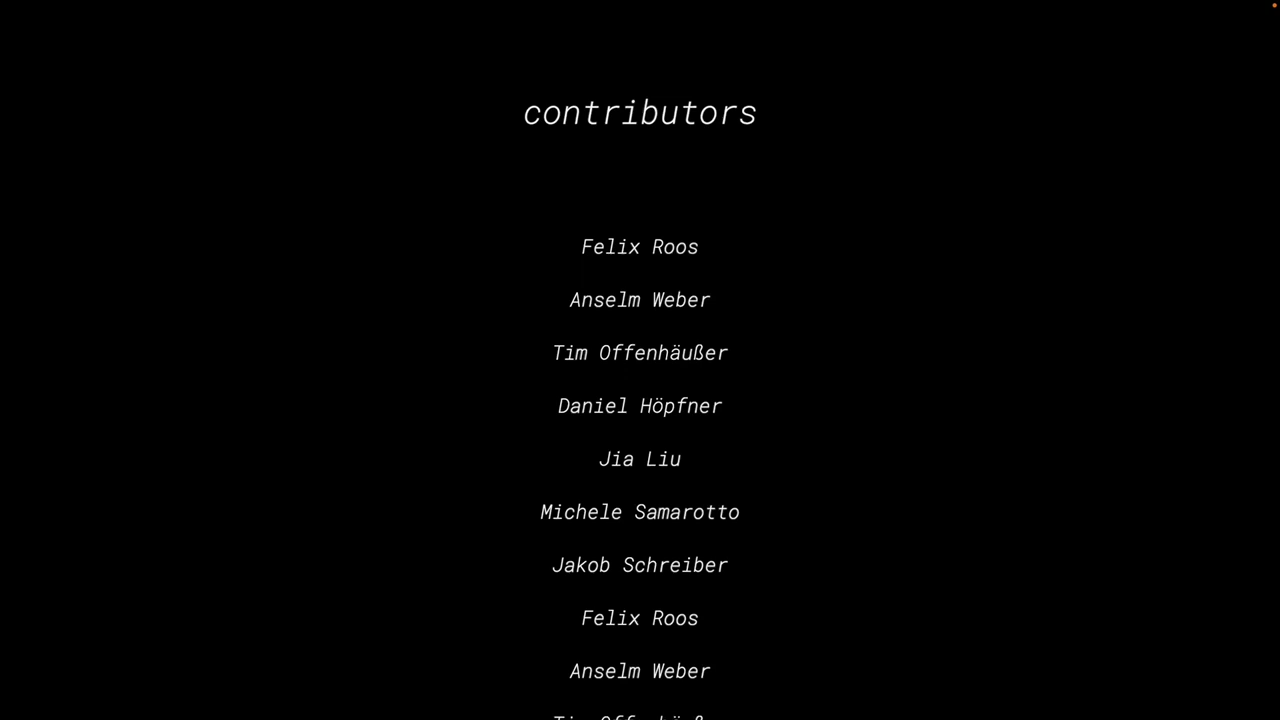 contributors
Felix Roos
Anselm Weber
Tim Offenhäußer
Daniel Höpfner
Jia Liu
Michele Samarotto
Jakob Schreiber
Felix Roos
Anselm Weber